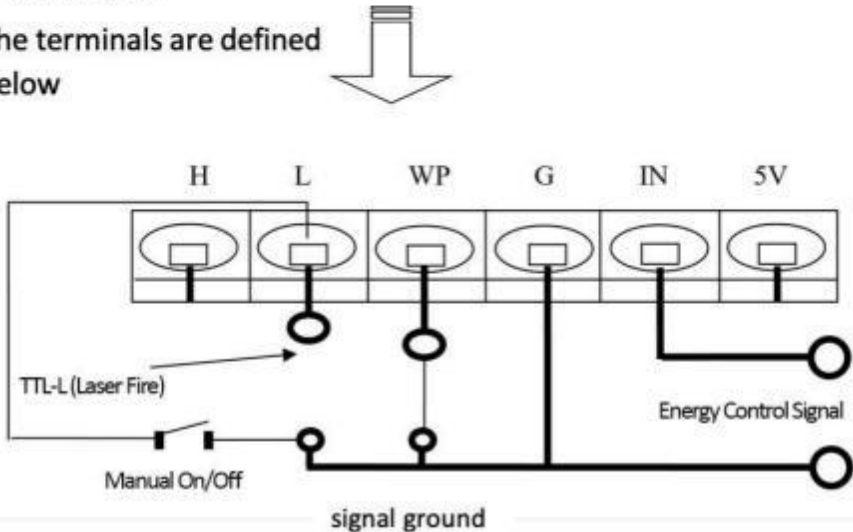 he terminals are defined
elow
H L WP G IN 5V
TTL-L (Laser Fire)
Energy Control Signal
Manual On/Off
signal ground